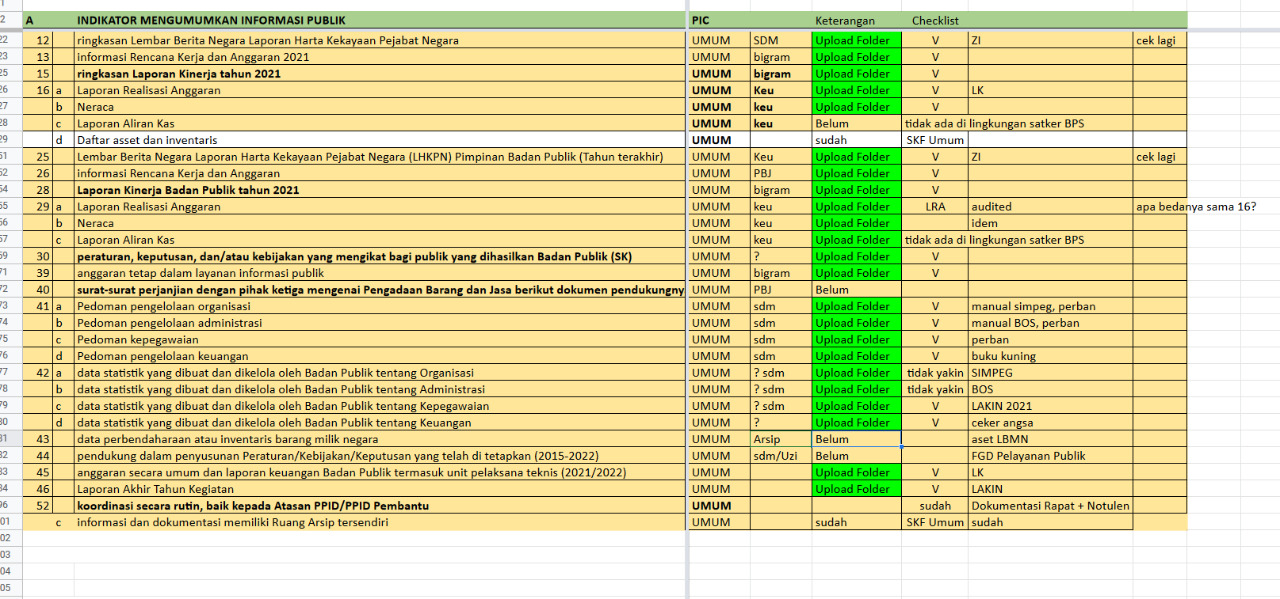 A INDIKATOR MENGUMUMKAN INFORMASI PUBLIK PIC Keterangan Checklist
22 12 ringkasan Lembar Berita Negara Laporan Harta Kekayaan Pejabat Negara UMUM SDM Upload Folder V ZI cek lagi
23 13 informasi Rencana Kerja dan Anggaran 2021 UMUM bigram Upload Folder V
25 15 ringkasan Laporan Kinerja tahun 2021 UMUM bigram Upload Folder V
26 16 a Laporan Realisasi Anggaran UMUM Keu Upload Folder V LK
27 b Neraca UMUM keu Upload Folder V
28 c Laporan Aliran Kas UMUM keu Belum tidak ada di lingkungan satker BPS
29 d Daftar asset dan inventaris UMUM sudah SKF Umum
51 25 Lembar Berita Negara Laporan Harta Kekayaan Pejabat Negara (LHKPN) Pimpinan Badan Publik (Tahun terakhir) UMUM Keu Upload Folder V ZI cek lagi
52 26 informasi Rencana Kerja dan Anggaran UMUM PBJ Upload Folder V
54 28 Laporan Kinerja Badan Publik tahun 2021 UMUM bigram Upload Folder V
55 29 a Laporan Realisasi Anggaran UMUM keu Upload Folder LRA audited apa bedanya sama 16?
56 b Neraca UMUM keu Upload Folder idem
57 c Laporan Aliran Kas UMUM keu Upload Folder tidak ada di lingkungan satker BPS
59 30 peraturan, keputusan, dan/atau kebijakan yang mengikat bagi publik yang dihasilkan Badan Publik (SK) UMUM ? Upload Folder V
71 39 anggaran tetap dalam layanan informasi publik UMUM bigram Upload Folder V
72 40 surat-surat perjanjian dengan pihak ketiga mengenai Pengadaan Barang dan Jasa berikut dokumen pendukungny UMUM PBJ Belum
73 41 a Pedoman pengelolaan organisasi UMUM sdm Upload Folder V manual simpeg, perban
74 b Pedoman pengelolaan administrasi UMUM sdm Upload Folder V manual BOS, perban
75 c Pedoman kepegawaian UMUM sdm Upload Folder V perban
76 d Pedoman pengelolaan keuangan UMUM sdm Upload Folder V buku kuning
77 42 a data statistik yang dibuat dan dikelola oleh Badan Publik tentang Organisasi UMUM ? sdm Upload Folder tidak yakin SIMPEG
78 b data statistik yang dibuat dan dikelola oleh Badan Publik tentang Administrasi UMUM ? sdm Upload Folder tidak yakin BOS
79 c data statistik yang dibuat dan dikelola oleh Badan Publik tentang Kepegawaian UMUM ? sdm Upload Folder V LAKIN 2021
80 d data statistik yang dibuat dan dikelola oleh Badan Publik tentang Keuangan UMUM ? Upload Folder V ceker angsa
81 43 data perbendaharaan atau inventaris barang milik negara UMUM Arsip Belum aset LBMN
82 44 pendukung dalam penyusunan Peraturan/Kebijakan/Keputusan yang telah di tetapkan (2015-2022) UMUM sdm/Uzi Belum FGD Pelayanan Publik
83 45 anggaran secara umum dan laporan keuangan Badan Publik termasuk unit pelaksana teknis (2021/2022) UMUM Upload Folder V LK
84 46 Laporan Akhir Tahun Kegiatan UMUM Upload Folder V LAKIN
96 52 koordinasi secara rutin, baik kepada Atasan PPID/PPID Pembantu UMUM sudah Dokumentasi Rapat + Notulen
01 c informasi dan dokumentasi memiliki Ruang Arsip tersendiri UMUM sudah SKF Umum sudah
02
03
04
05